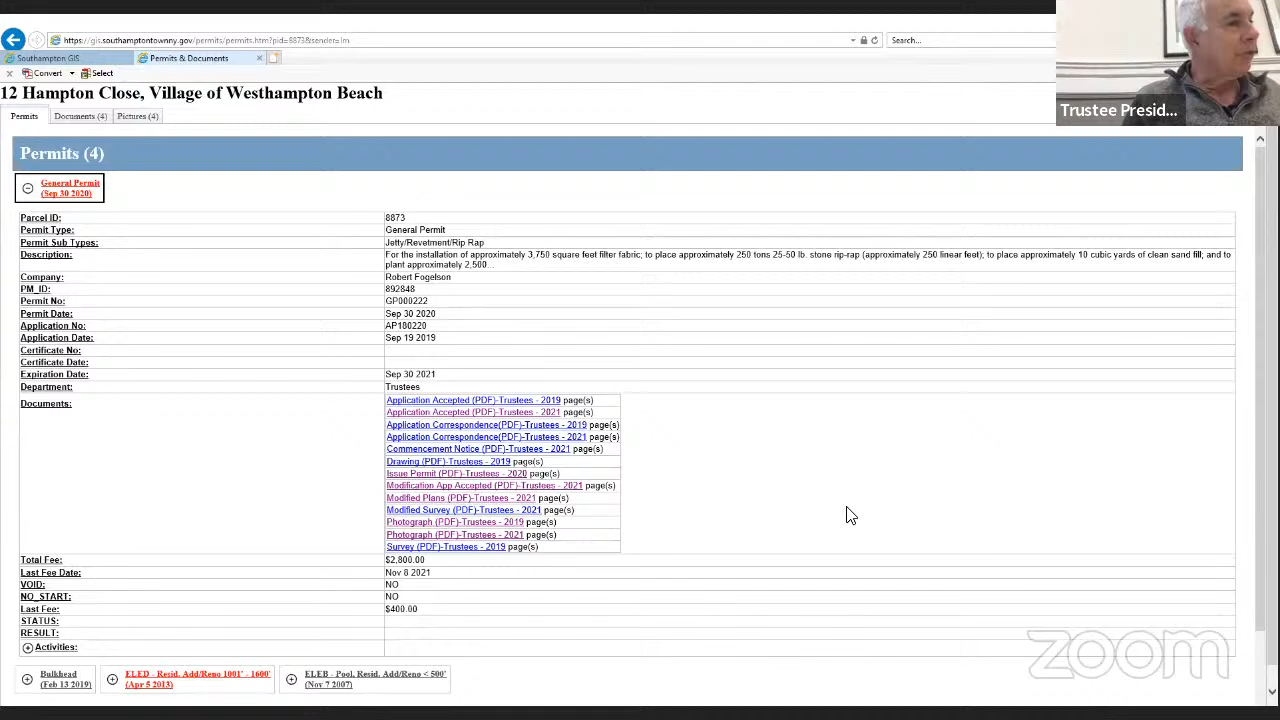 https://gis.southamptontownny.gov/permits/permits.htm?pid=8873&sender=lm
Search...
Southampton GIS
Permits & Documents
Convert
Select
12 Hampton Close, Village of Westhampton Beach
Trustee Presid...
Permits
Documents (4)
Pictures (4)
Permits (4)
General Permit
(Sep 30 2020)
Parcel ID: 8873
Permit Type: General Permit
Permit Sub Types: Jetty/Revetment/Rip Rap
Description: For the installation of approximately 3,750 square feet filter fabric; to place approximately 250 tons 25-50 lb. stone rip-rap (approximately 250 linear feet); to place approximately 10 cubic yards of clean sand fill; and to
plant approximately 2,500...
Company: Robert Fogelson
PM_ID: 892848
Permit No: GP000222
Permit Date: Sep 30 2020
Application No: AP180220
Application Date: Sep 19 2019
Certificate No:
Certificate Date:
Expiration Date: Sep 30 2021
Department: Trustees
Documents: Application Accepted (PDF)-Trustees - 2019 page(s)
Application Accepted (PDF)-Trustees - 2021 page(s)
Application Correspondence(PDF)-Trustees - 2019 page(s)
Application Correspondence(PDF)-Trustees - 2021 page(s)
Commencement Notice (PDF)-Trustees - 2021 page(s)
Drawing (PDF)-Trustees - 2019 page(s)
Issue Permit (PDF)-Trustees - 2020 page(s)
Modification App Accepted (PDF)-Trustees - 2021 page(s)
Modified Plans (PDF)-Trustees - 2021 page(s)
Modified Survey (PDF)-Trustees - 2021 page(s)
Photograph (PDF)-Trustees - 2019 page(s)
Photograph (PDF)-Trustees - 2021 page(s)
Survey (PDF)-Trustees - 2019 page(s)
Total Fee: $2,800.00
Last Fee Date: Nov 8 2021
VOID: NO
NO_START: NO
Last Fee: $400.00
STATUS:
RESULT:
Activities:
zoom
Bulkhead
(Feb 13 2019)
ELED - Resid. Add/Reno 1001' - 1600'
(Apr 5 2013)
ELEB - Pool, Resid. Add/Reno < 500'
(Nov 7 2007)